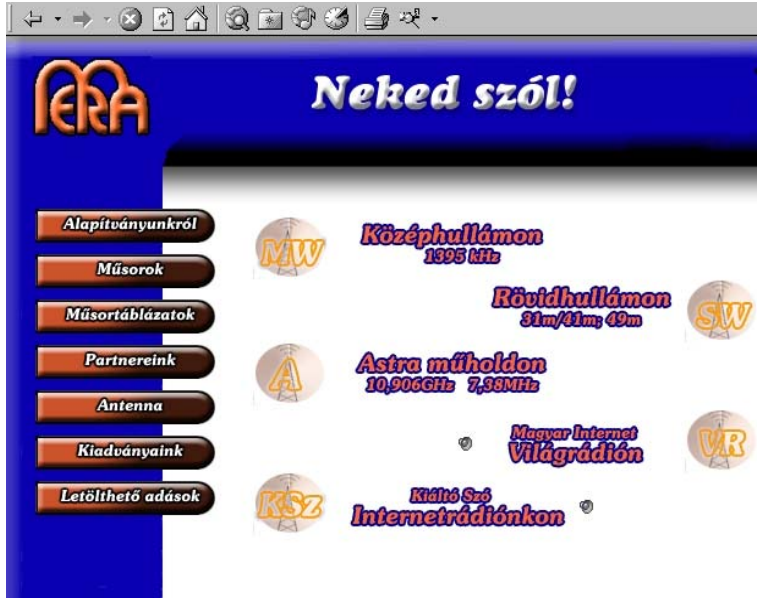 MERA
Neked szól!
Alapítványunkról
Műsorok
Műsortáblázatok
Partnereink
Antenna
Kiadványaink
Letölthető adások
MW
Középhullámon
1395 kHz
Rövidhullámon
31m/41m; 49m
SW
A
Astra műholdon
10,906GHz 7,38MHz
Magyar Internet
Világrádión
VR
KSz
Kiáltó Szó
Internetrádiónkon